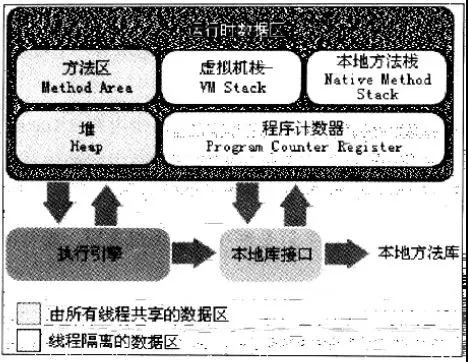 运行时数据区
方法区
Method Area
虚拟机栈
VM Stack
本地方法栈
Native Method
Stack
堆
Heap
程序计数器
Program Counter Register
执行引擎
本地库接口
本地方法库
由所有线程共享的数据区
线程隔离的数据区